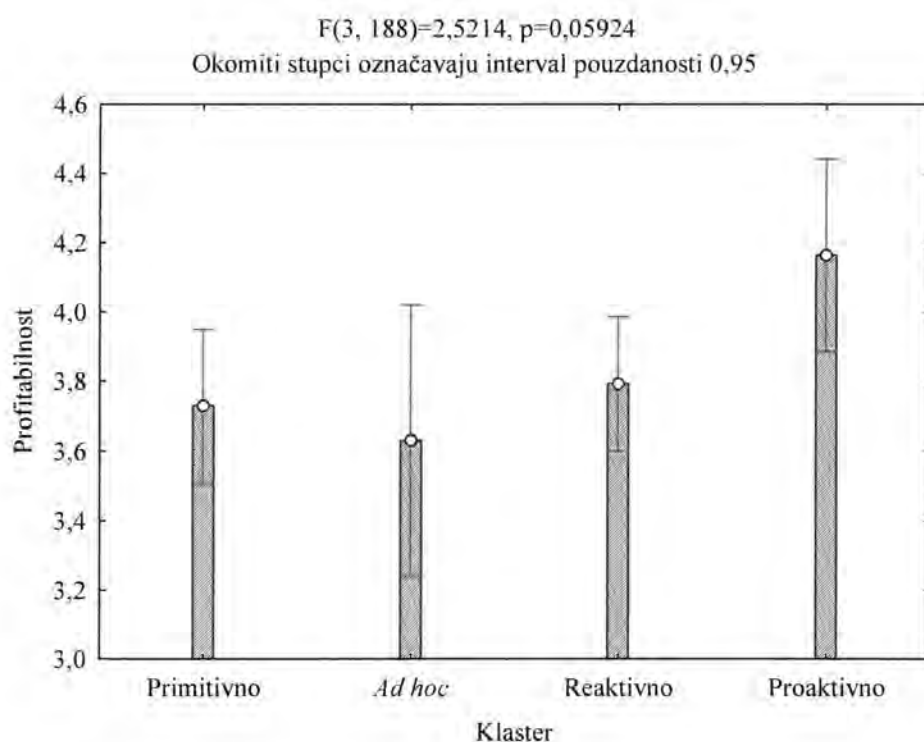 F(3, 188)=2,5214, p=0,05924
Okomiti stupci označavaju interval pouzdanosti 0,95
4,6
4,4
4,2
4,0
3,8
3,6
3,4
3,2
3,0
Profitabilnost
Primitivno Ad hoc Reaktivno Proaktivno
Klaster